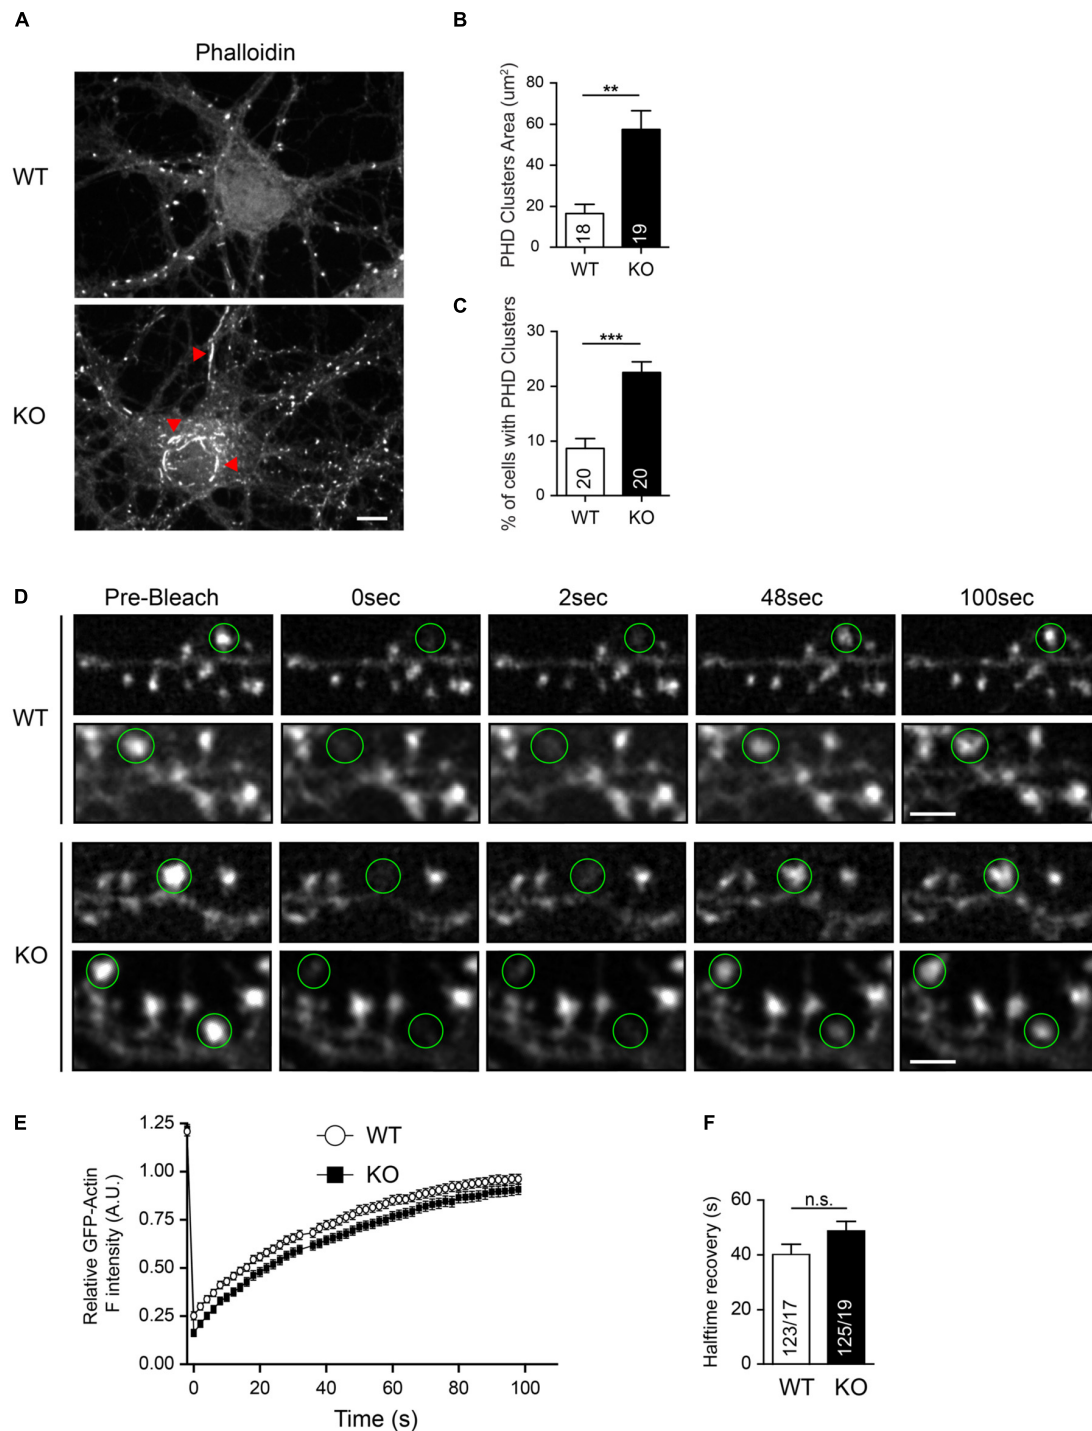 A
Phalloidin
WT
KO
B
PHD Clusters Area (um²)
80
60
40
20
0
**
18
19
WT
KO
C
% of cells with PHD Clusters
30
20
10
0
***
20
20
WT
KO
D
Pre-Bleach 0sec 2sec 48sec 100sec
WT
KO
E
Relative GFP-Actin
F intensity (A.U.)
1.25
1.00
0.75
0.50
0.25
0.00
WT
KO
0 20 40 60 80 100
Time (s)
F
Halftime recovery (s)
60
40
20
0
n.s.
123/17
125/19
WT
KO